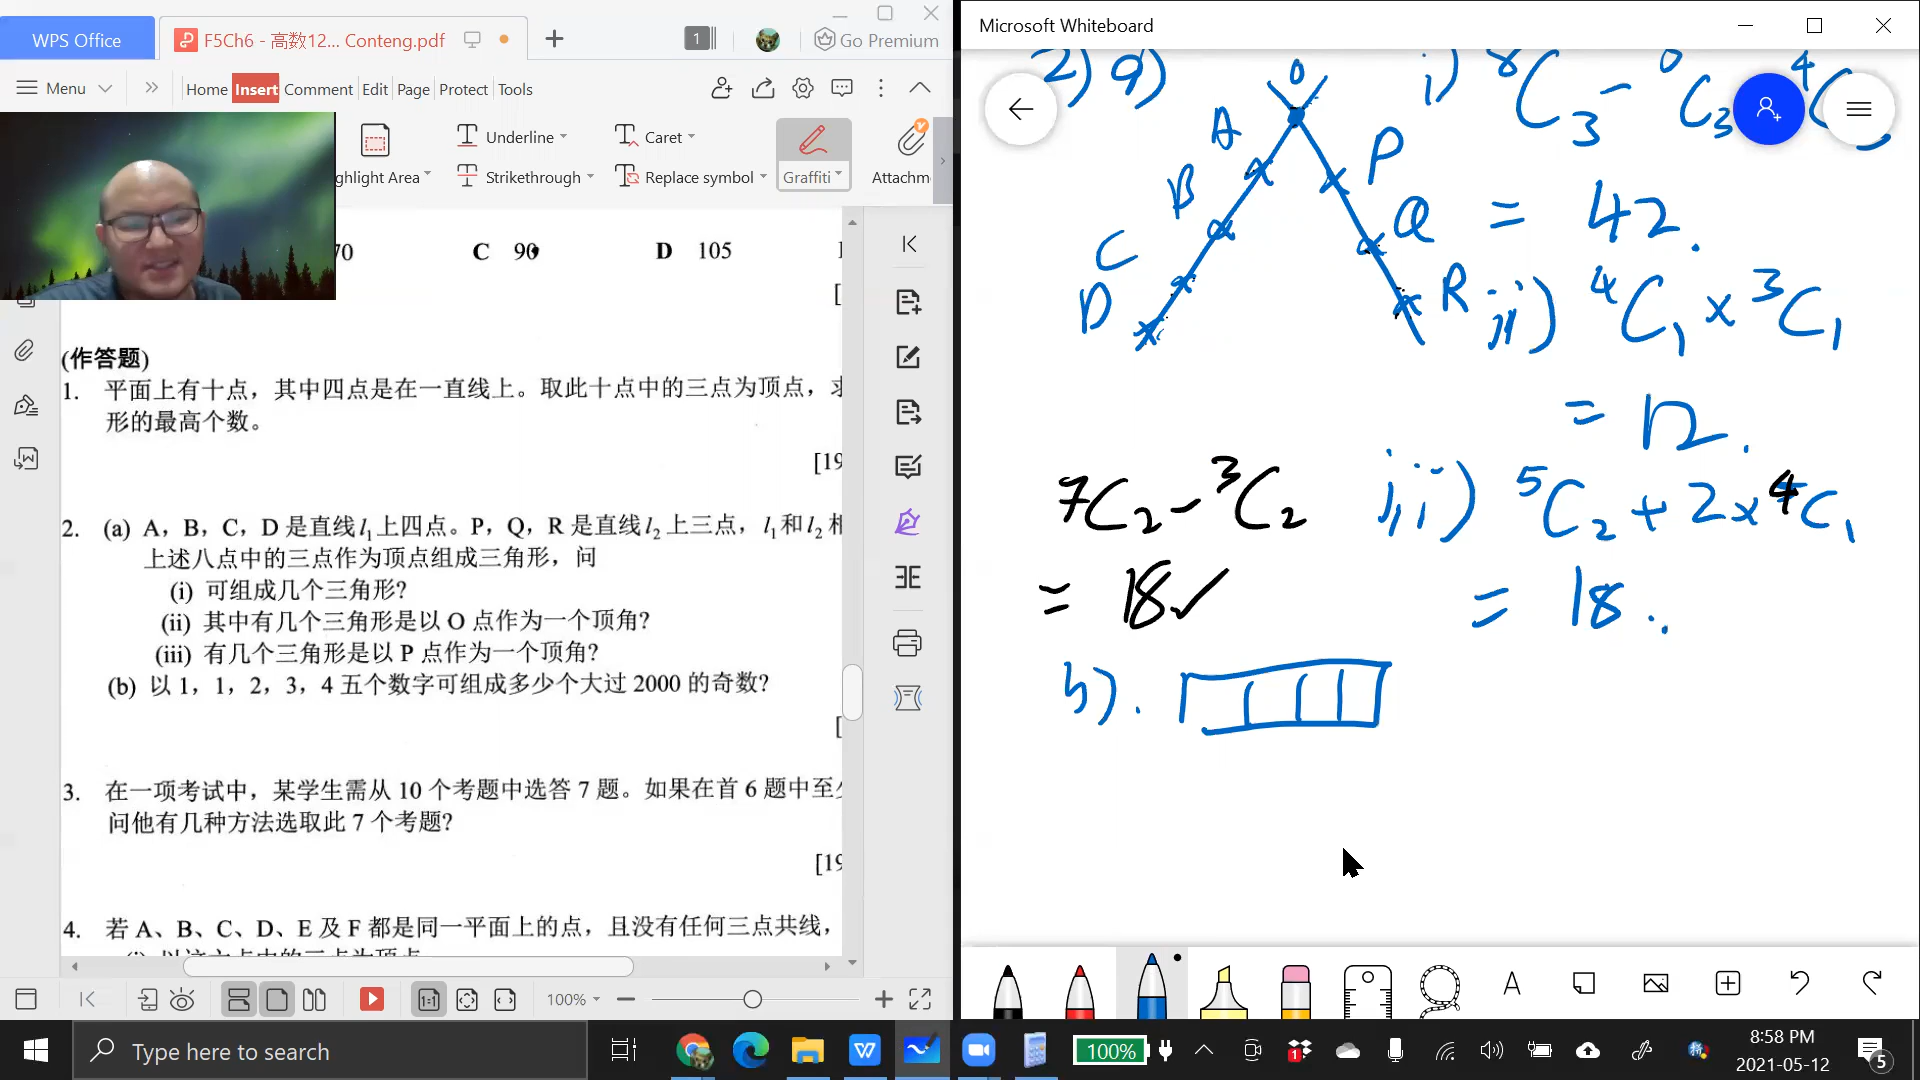 WPS Office
F5Ch6 - 高数12... Conteng.pdf
1
Go Premium
Menu
Home Insert Comment Edit Page Protect Tools
ghlight Area
Underline
Strikethrough
Caret
Replace symbol
Graffiti
Attachm
70 C 90 D 105
(作答题)
1. 平面上有十点，其中四点是在一直线上。取此十点中的三点为顶点，
形的最高个数。
[19
2. (a) A，B，C，D 是直线 l₁ 上四点。P，Q，R 是直线 l₂ 上三点，l₁ 和 l₂
上述八点中的三点作为顶点组成三角形，问
(i) 可组成几个三角形?
(ii) 其中有几个三角形是以 O 点作为一个顶角?
(iii) 有几个三角形是以 P 点作为一个顶角?
(b) 以 1，1，2，3，4 五个数字可组成多少个大过 2000 的奇数?
[
3. 在一项考试中，某学生需从 10 个考题中选答 7 题。如果在首 6 题中至
问他有几种方法选取此 7 个考题?
[19
4. 若 A、B、C、D、E 及 F 都是同一平面上的点，且没有任何三点共线，
100%
Microsoft Whiteboard
2) a)
O
A
B
C
D
P
Q
R
i) ⁸C₃ -
= 42.
ii) ⁴C₁ × ³C₁
= 12.
iii) ⁵C₂ + 2×⁴C₁
= 18.
⁷C₂ - ³C₂
= 18✓
b).
Type here to search
100%
8:58 PM
2021-05-12
1
5